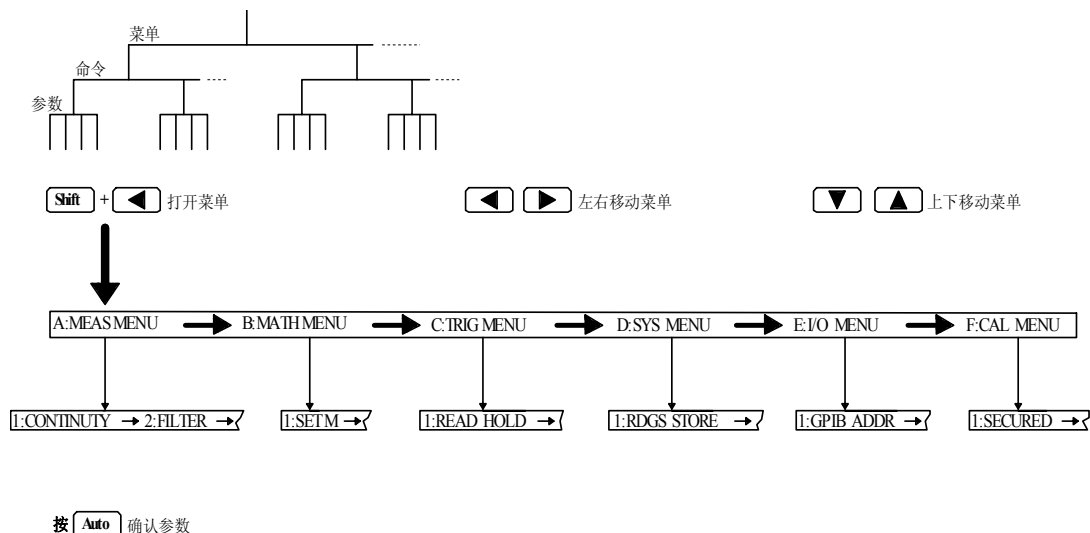 菜单
命令
参数
Shift + 打开菜单
左右移动菜单
上下移动菜单
A:MEAS MENU B:MATH MENU C:TRIG MENU D:SYS MENU E:I/O MENU F:CAL MENU
1:CONTINUTY 2:FILTER 1:SET M 1:READ HOLD 1:RDGS STORE 1:GPIB ADDR 1:SECURED
按 Auto 确认参数